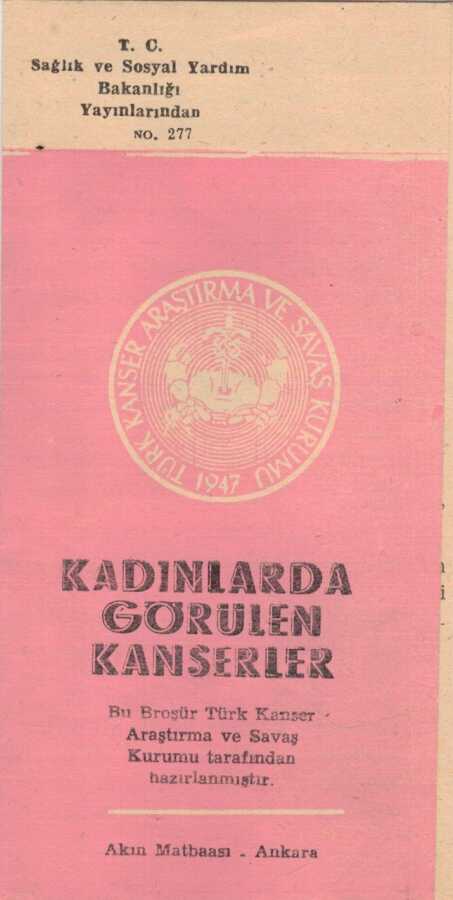 T. C.
Sağlık ve Sosyal Yardım
Bakanlığı
Yayınlarından
NO. 277
TÜRK KANSER ARAŞTIRMA VE SAVAŞ KURUMU
1947
KADINLARDA
GÖRÜLEN
KANSERLER
Bu Broşür Türk Kanser
Araştırma ve Savaş
Kurumu tarafından
hazırlanmıştır.
Akın Matbaası - Ankara